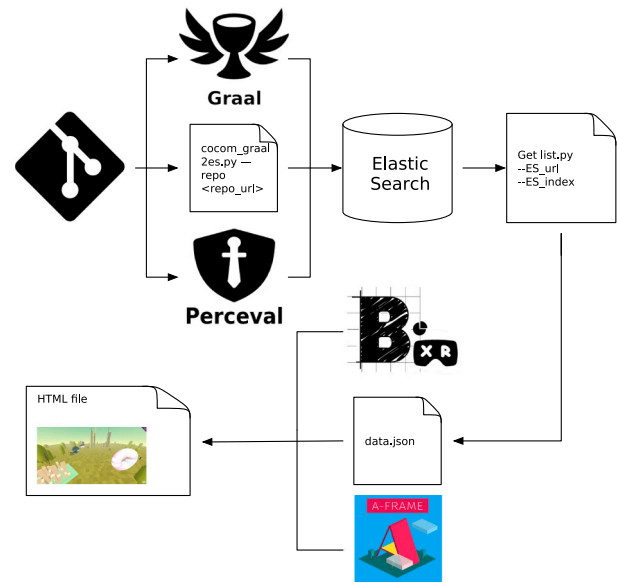 Graal
cocom_graal
2es.py —
repo
<repo_url>
Elastic
Search
Get list.py
--ES_url
--ES_index
Perceval
B
XR
HTML file
data.json
A-FRAME